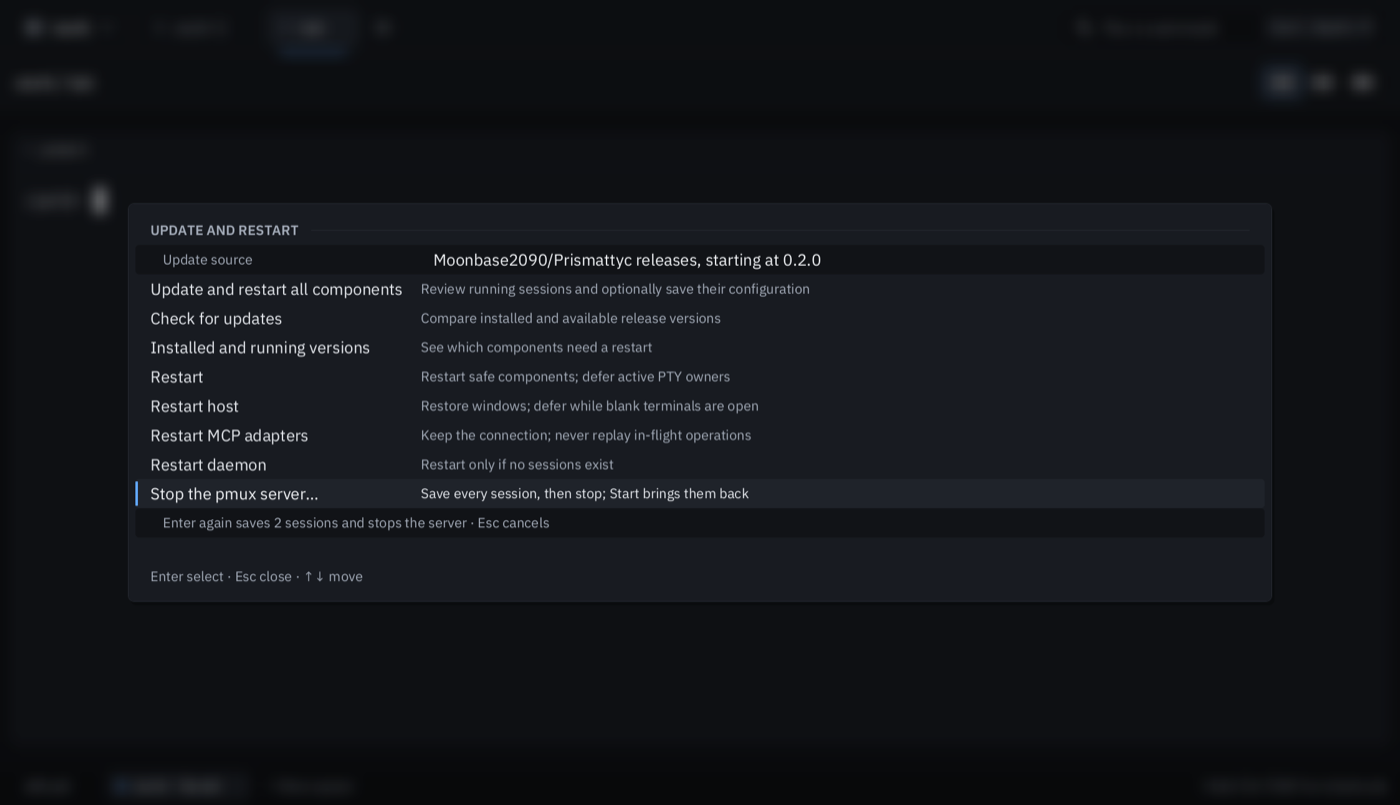 UPDATE AND RESTART
Update source Moonbase2090/Prismattyc releases, starting at 0.2.0
Update and restart all components Review running sessions and optionally save their configuration
Check for updates Compare installed and available release versions
Installed and running versions See which components need a restart
Restart Restart safe components; defer active PTY owners
Restart host Restore windows; defer while blank terminals are open
Restart MCP adapters Keep the connection; never replay in-flight operations
Restart daemon Restart only if no sessions exist
Stop the pmux server... Save every session, then stop; Start brings them back
Enter again saves 2 sessions and stops the server · Esc cancels
Enter select · Esc close · ↑↓ move